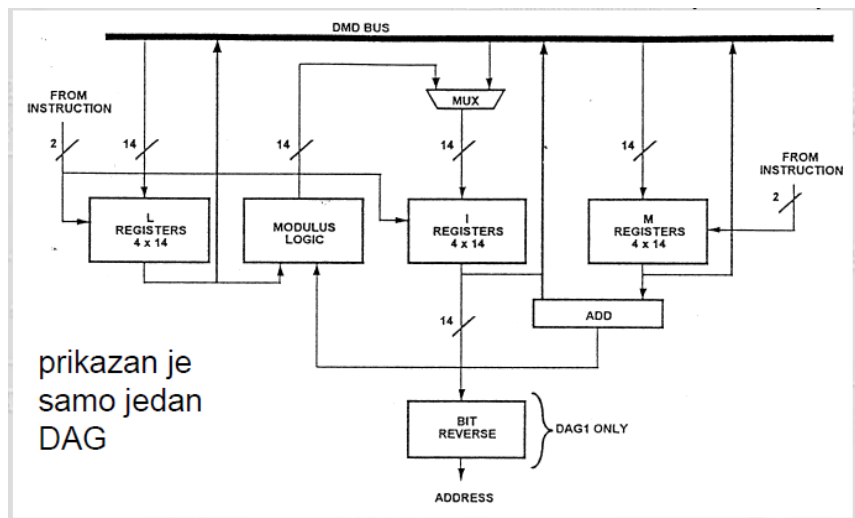 DMD BUS
FROM
INSTRUCTION
MUX
2
14
14
14
14
FROM
INSTRUCTION
2
L
REGISTERS
4 x 14
MODULUS
LOGIC
I
REGISTERS
4 x 14
M
REGISTERS
4 x 14
ADD
14
prikazan je
samo jedan
DAG
BIT
REVERSE
DAG1 ONLY
ADDRESS